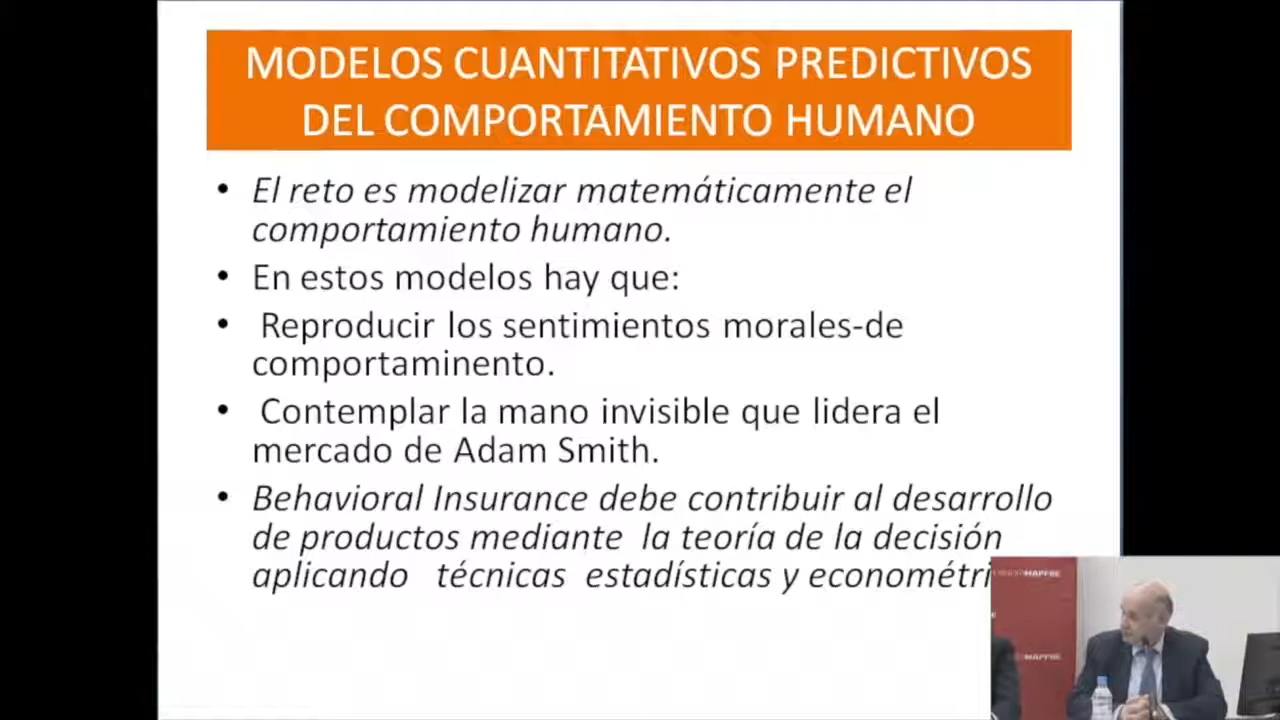 MODELOS CUANTITATIVOS PREDICTIVOS
DEL COMPORTAMIENTO HUMANO
• El reto es modelizar matemáticamente el
comportamiento humano.
• En estos modelos hay que:
• Reproducir los sentimientos morales-de
comportaminento.
• Contemplar la mano invisible que lidera el
mercado de Adam Smith.
• Behavioral Insurance debe contribuir al desarrollo
de productos mediante la teoría de la decisión
aplicando técnicas estadísticas y econométri
MAPFRE
MAPFRE